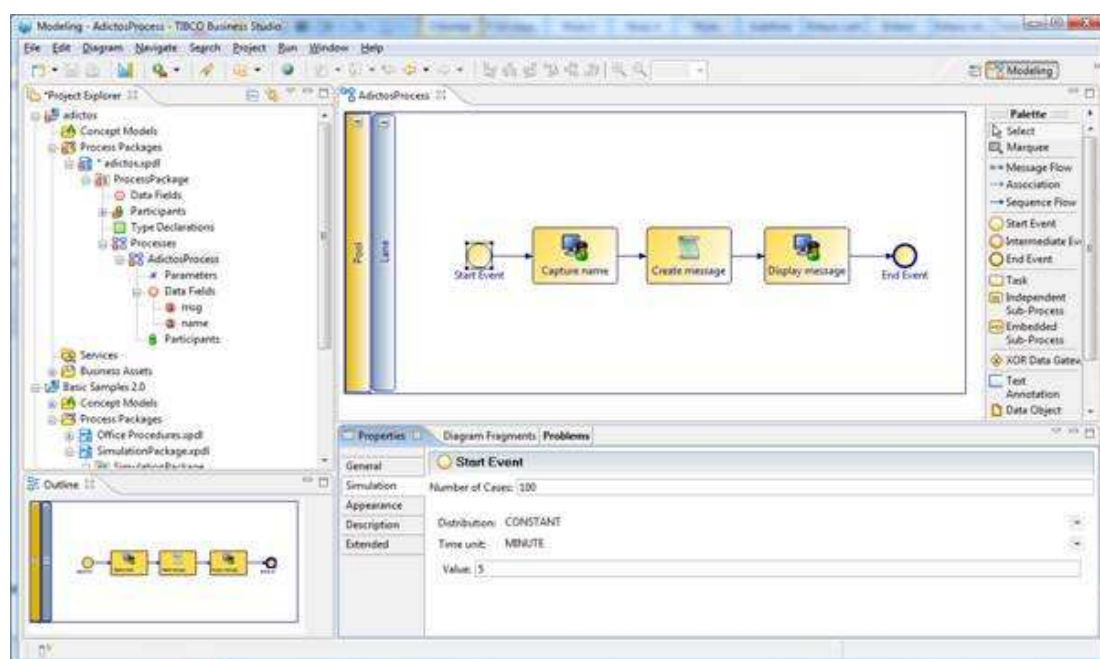 Modeling - AdictosProcess - TIBCO Business Studio
File Edit Diagram Navigate Search Project Run Window Help
Modeling
*Project Explorer
adictos
Concept Models
Process Packages
* adictos.xpdl
ProcessPackage
Data Fields
Participants
Type Declarations
Processes
AdictosProcess
Parameters
Data Fields
msg
name
Participants
Services
Business Assets
Basic Samples 2.0
Concept Models
Process Packages
Office Procedures.xpdl
SimulationPackage.xpdl
SimulationPackage
Outline
AdictosProcess
Pool
Lane
Start Event
Capture name
Create message
Display message
End Event
Palette
Select
Marquee
Message Flow
Association
Sequence Flow
Start Event
Intermediate Ev
End Event
Task
Independent
Sub-Process
Embedded
Sub-Process
XOR Data Gatew
Text
Annotation
Data Object
Properties Diagram Fragments Problems
General
Simulation
Appearance
Description
Extended
Start Event
Number of Cases: 100
Distribution: CONSTANT
Time unit: MINUTE
Value: 5